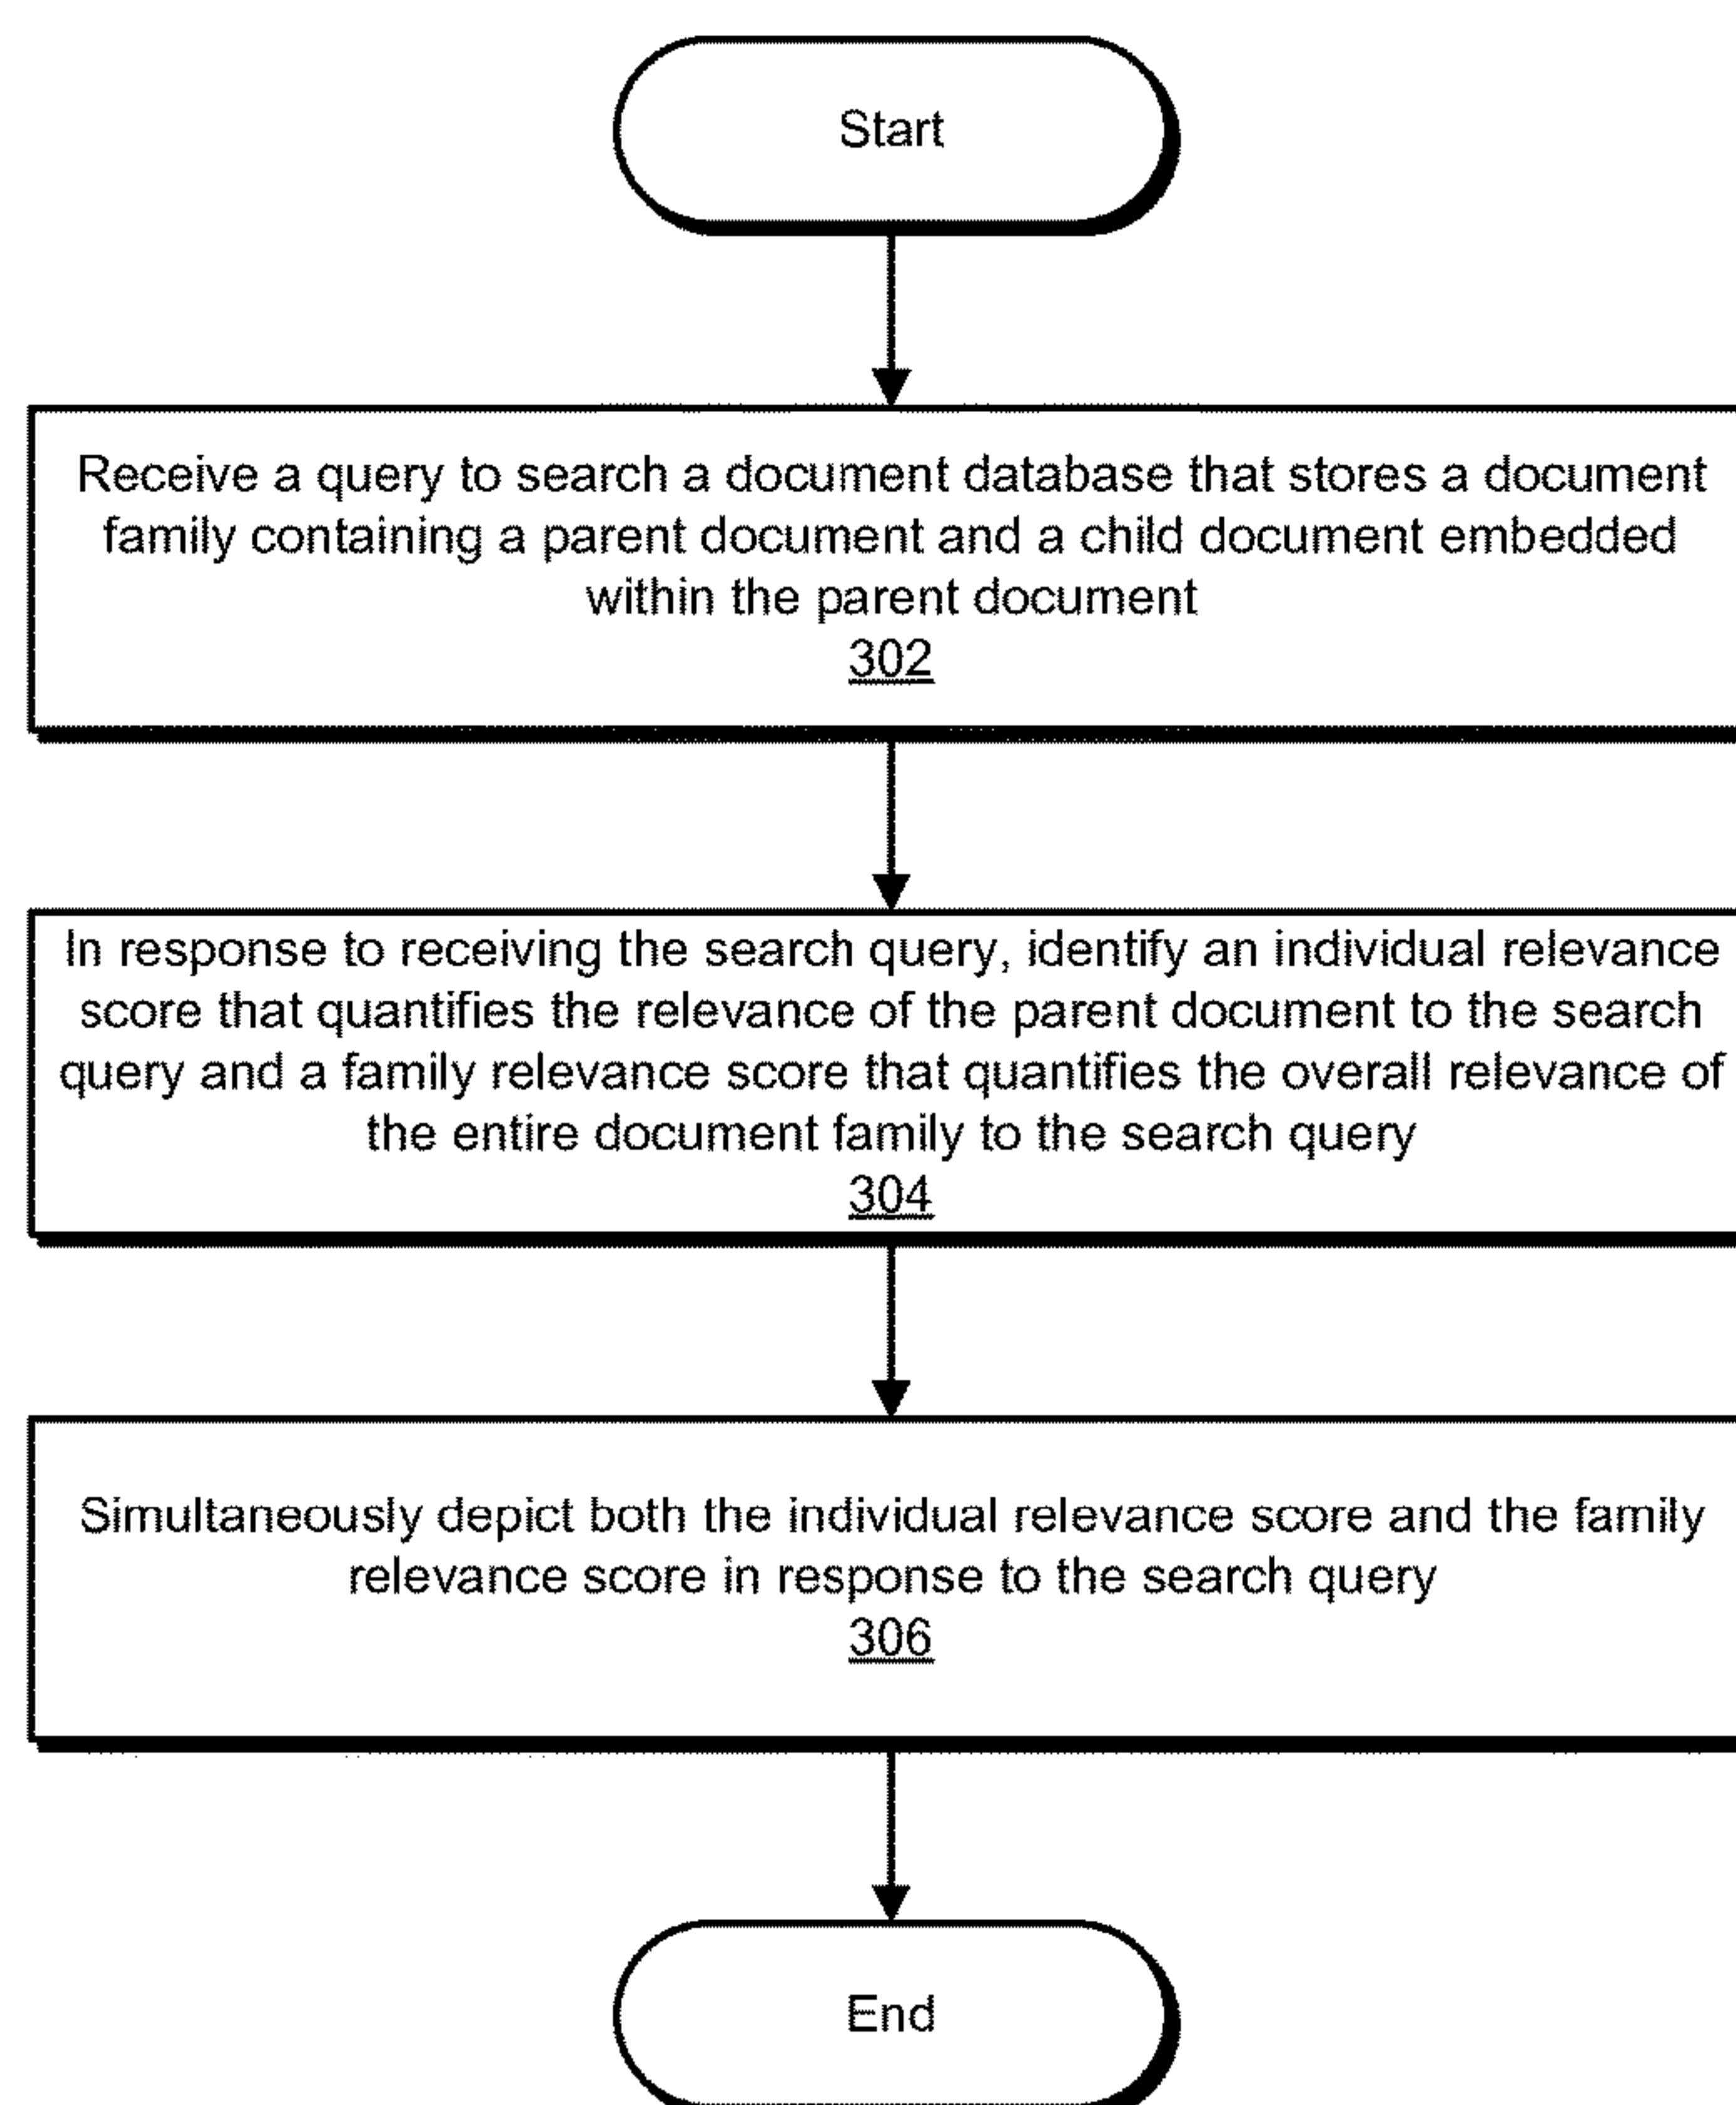 Start
Receive a query to search a document database that stores a document
family containing a parent document and a child document embedded
within the parent document
302
In response to receiving the search query, identify an individual relevance
score that quantifies the relevance of the parent document to the search
query and a family relevance score that quantifies the overall relevance of
the entire document family to the search query
304
Simultaneously depict both the individual relevance score and the family
relevance score in response to the search query
306
End